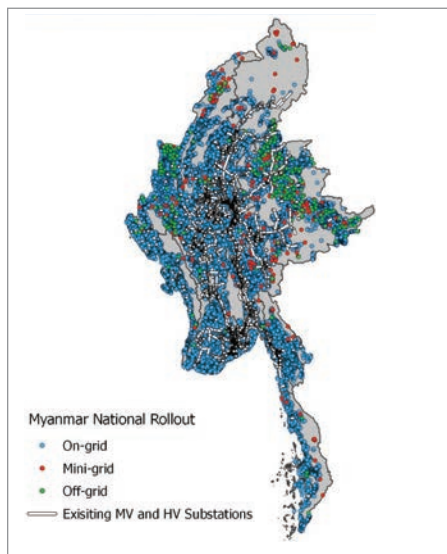 Myanmar National Rollout
On-grid
Mini-grid
Off-grid
Exisiting MV and HV Substations